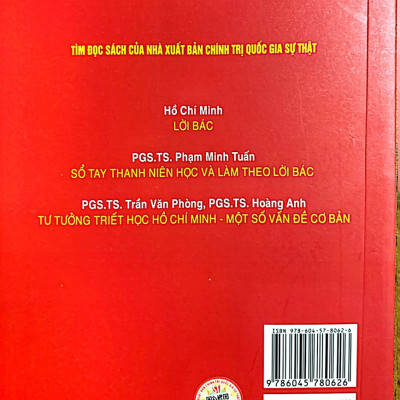 TÌM ĐỌC SÁCH CỦA NHÀ XUẤT BẢN CHÍNH TRỊ QUỐC GIA SỰ THẬT
Hồ Chí Minh
LỜI BÁC
PGS.TS. Phạm Minh Tuấn
SỔ TAY THANH NIÊN HỌC VÀ LÀM THEO LỜI BÁC
PGS.TS. Trần Văn Phòng, PGS.TS. Hoàng Anh
TƯ TƯỞNG TRIẾT HỌC HỒ CHÍ MINH - MỘT SỐ VẤN ĐỀ CƠ BẢN
ISBN 978-604-57-8062-6
9 786045 780626